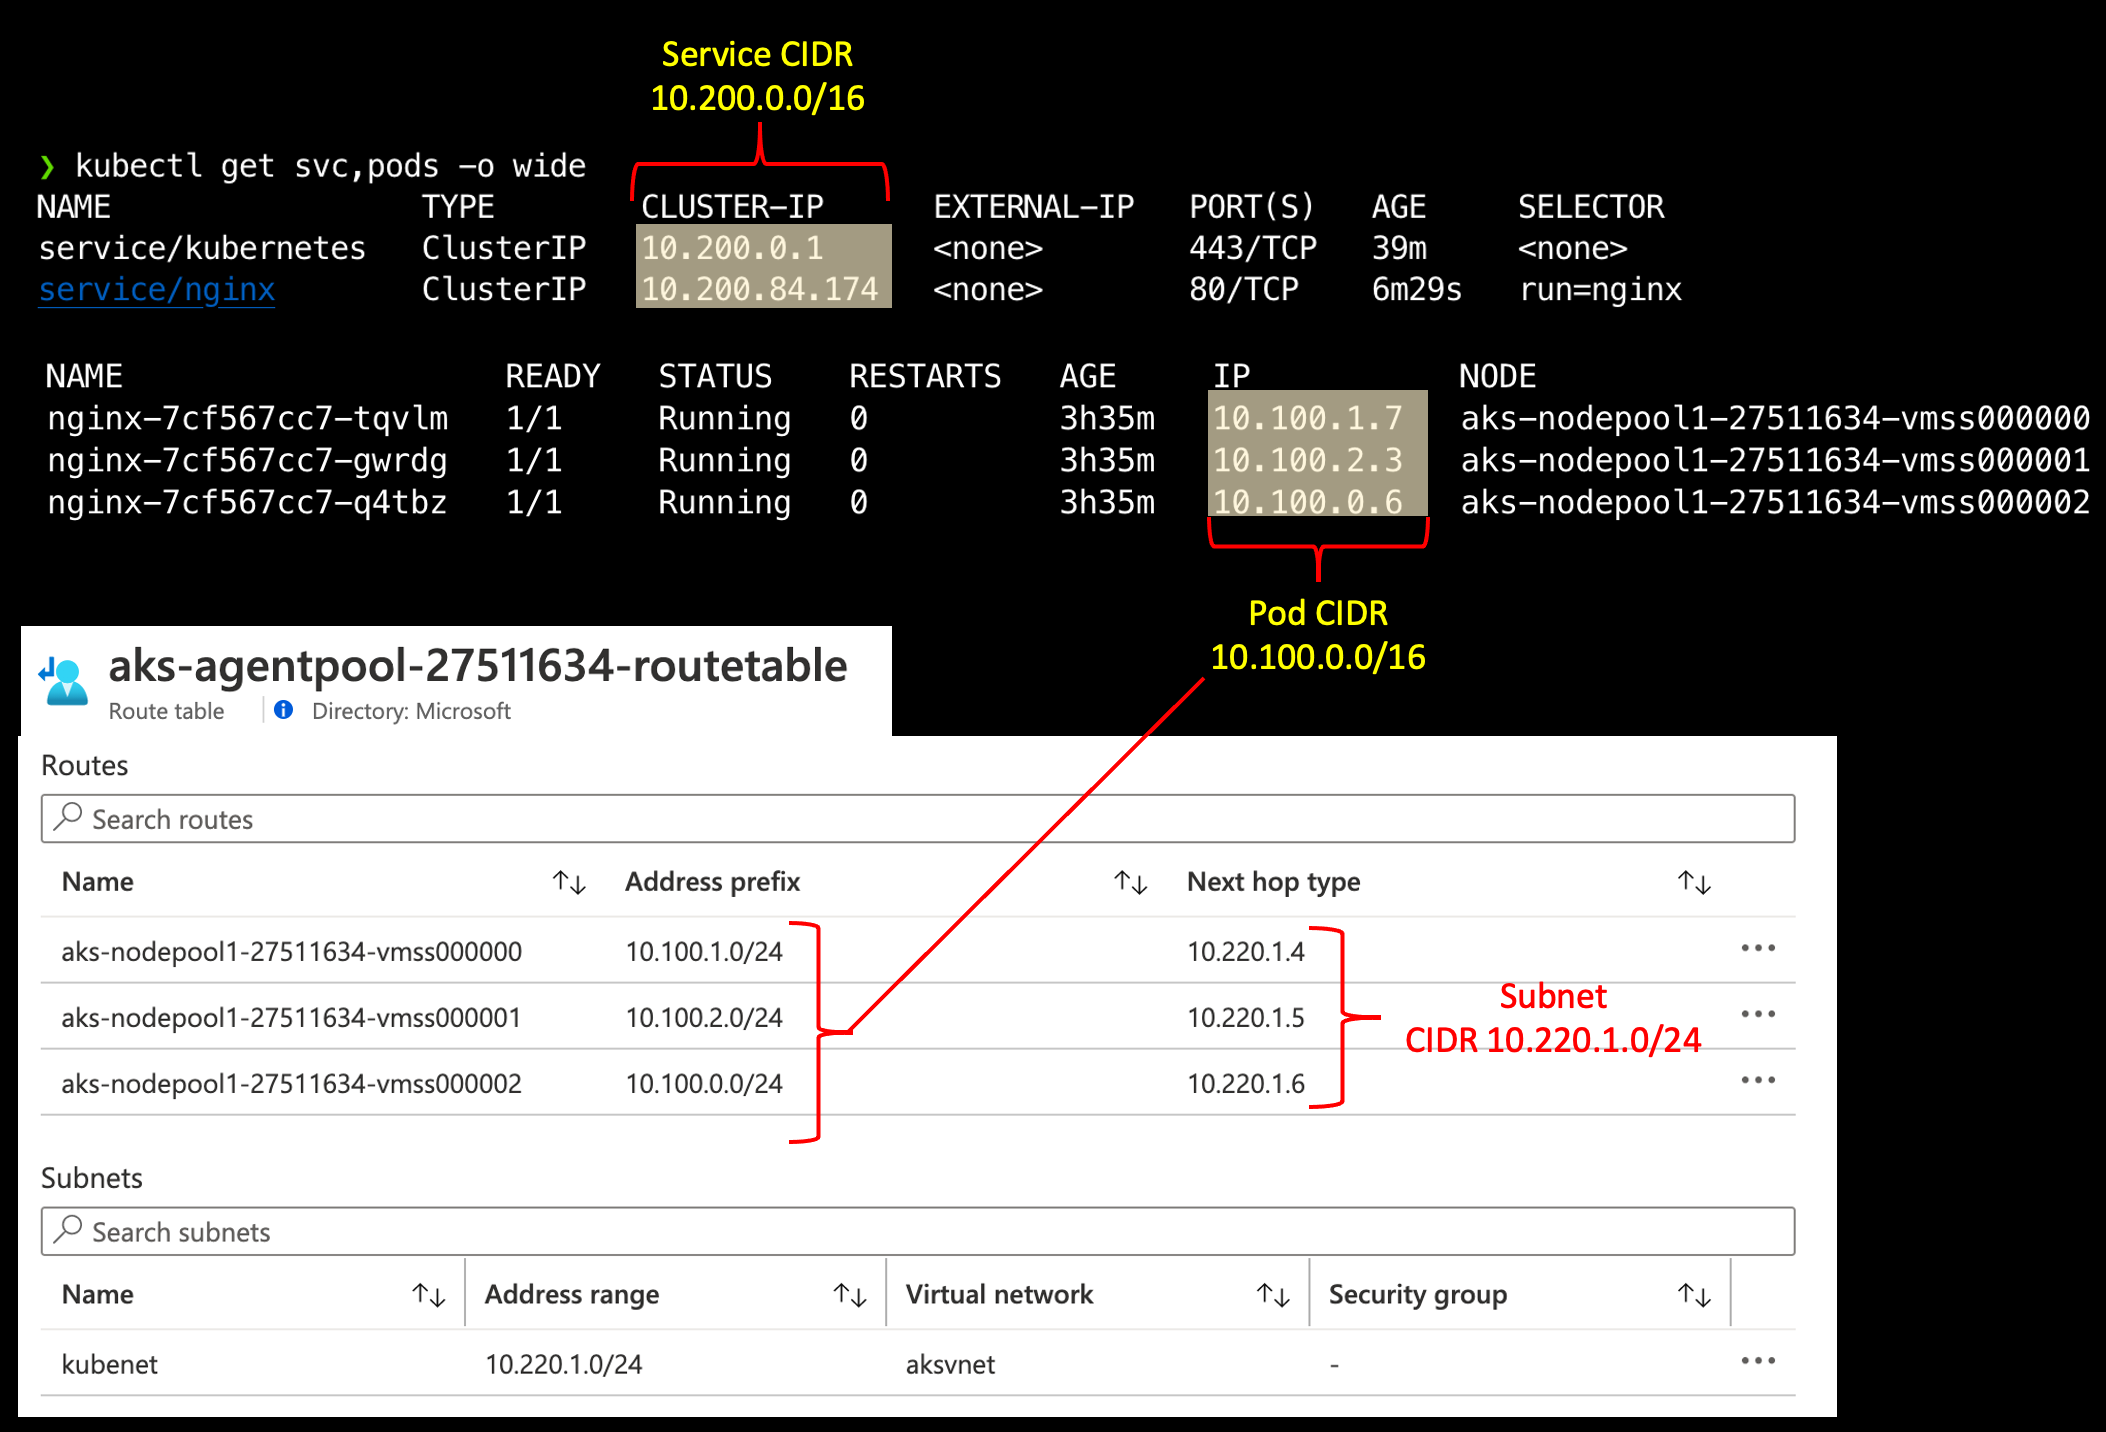 Service CIDR
10.200.0.0/16
❯ kubectl get svc,pods -o wide
NAME TYPE CLUSTER-IP EXTERNAL-IP PORT(S) AGE SELECTOR
service/kubernetes ClusterIP 10.200.0.1 <none> 443/TCP 39m <none>
service/nginx ClusterIP 10.200.84.174 <none> 80/TCP 6m29s run=nginx
NAME READY STATUS RESTARTS AGE IP NODE
nginx-7cf567cc7-tqvlm 1/1 Running 0 3h35m 10.100.1.7 aks-nodepool1-27511634-vmss000000
nginx-7cf567cc7-gwrdg 1/1 Running 0 3h35m 10.100.2.3 aks-nodepool1-27511634-vmss000001
nginx-7cf567cc7-q4tbz 1/1 Running 0 3h35m 10.100.0.6 aks-nodepool1-27511634-vmss000002
Pod CIDR
10.100.0.0/16
aks-agentpool-27511634-routetable
Route table Directory: Microsoft
Routes
Search routes
Name Address prefix Next hop type
aks-nodepool1-27511634-vmss000000 10.100.1.0/24 10.220.1.4
aks-nodepool1-27511634-vmss000001 10.100.2.0/24 10.220.1.5
aks-nodepool1-27511634-vmss000002 10.100.0.0/24 10.220.1.6
Subnet
CIDR 10.220.1.0/24
Subnets
Search subnets
Name Address range Virtual network Security group
kubenet 10.220.1.0/24 aksvnet -